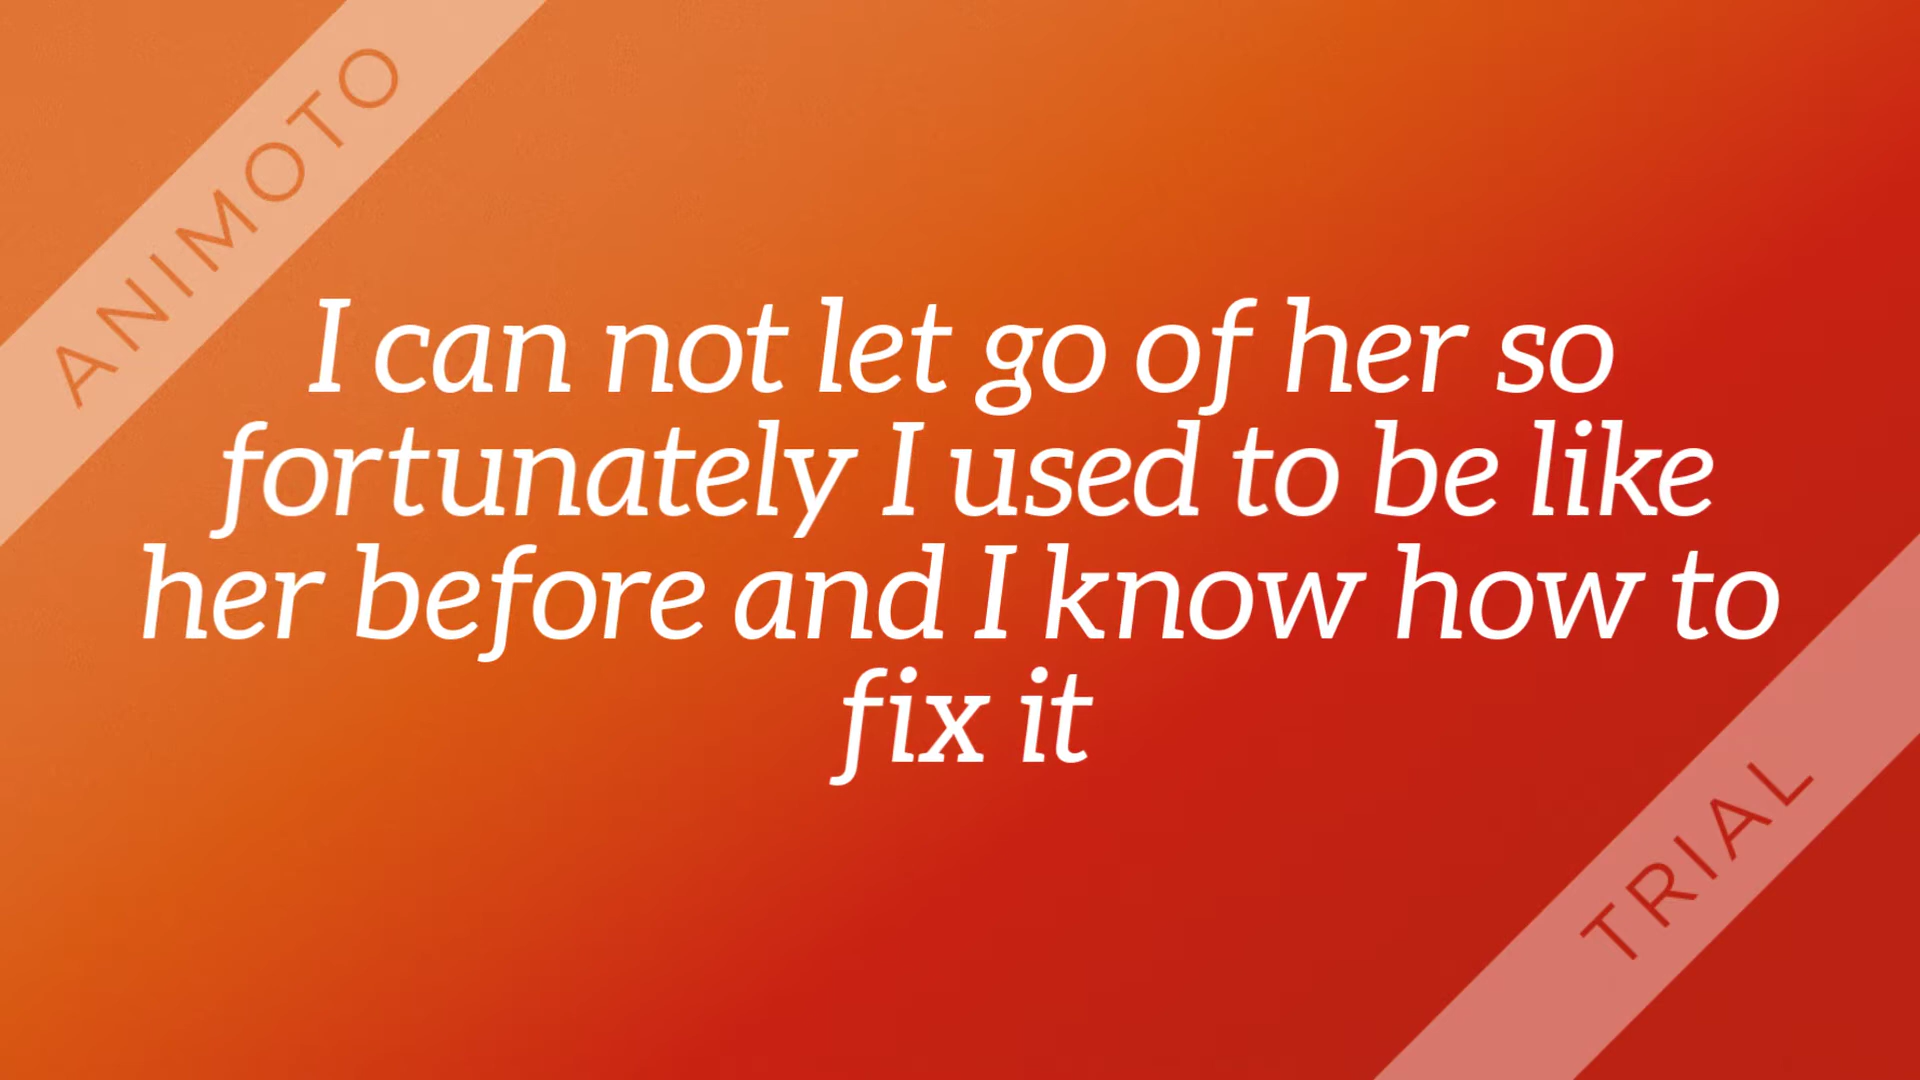 ANIMOTO
I can not let go of her so
fortunately I used to be like
her before and I know how to
fix it
TRIAL